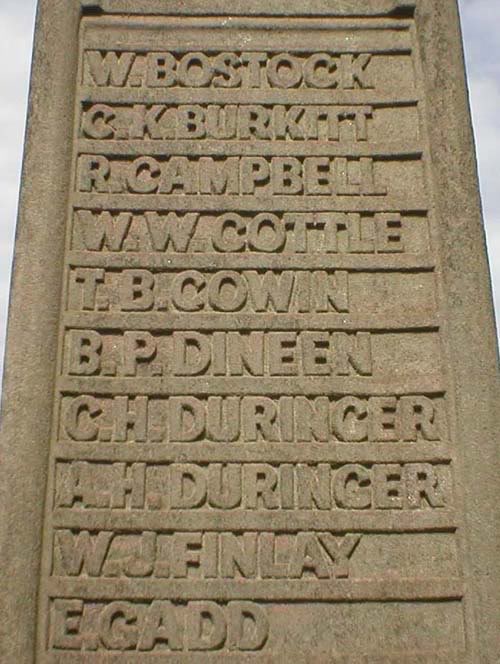 W. BOSTOCK
C. K. BURKITT
R. CAMPBELL
W. W. COTTLE
T. B. COWIN
B. P. DINEEN
C. H. DURINGER
A. H. DURINGER
W. J. FINLAY
E. GADD